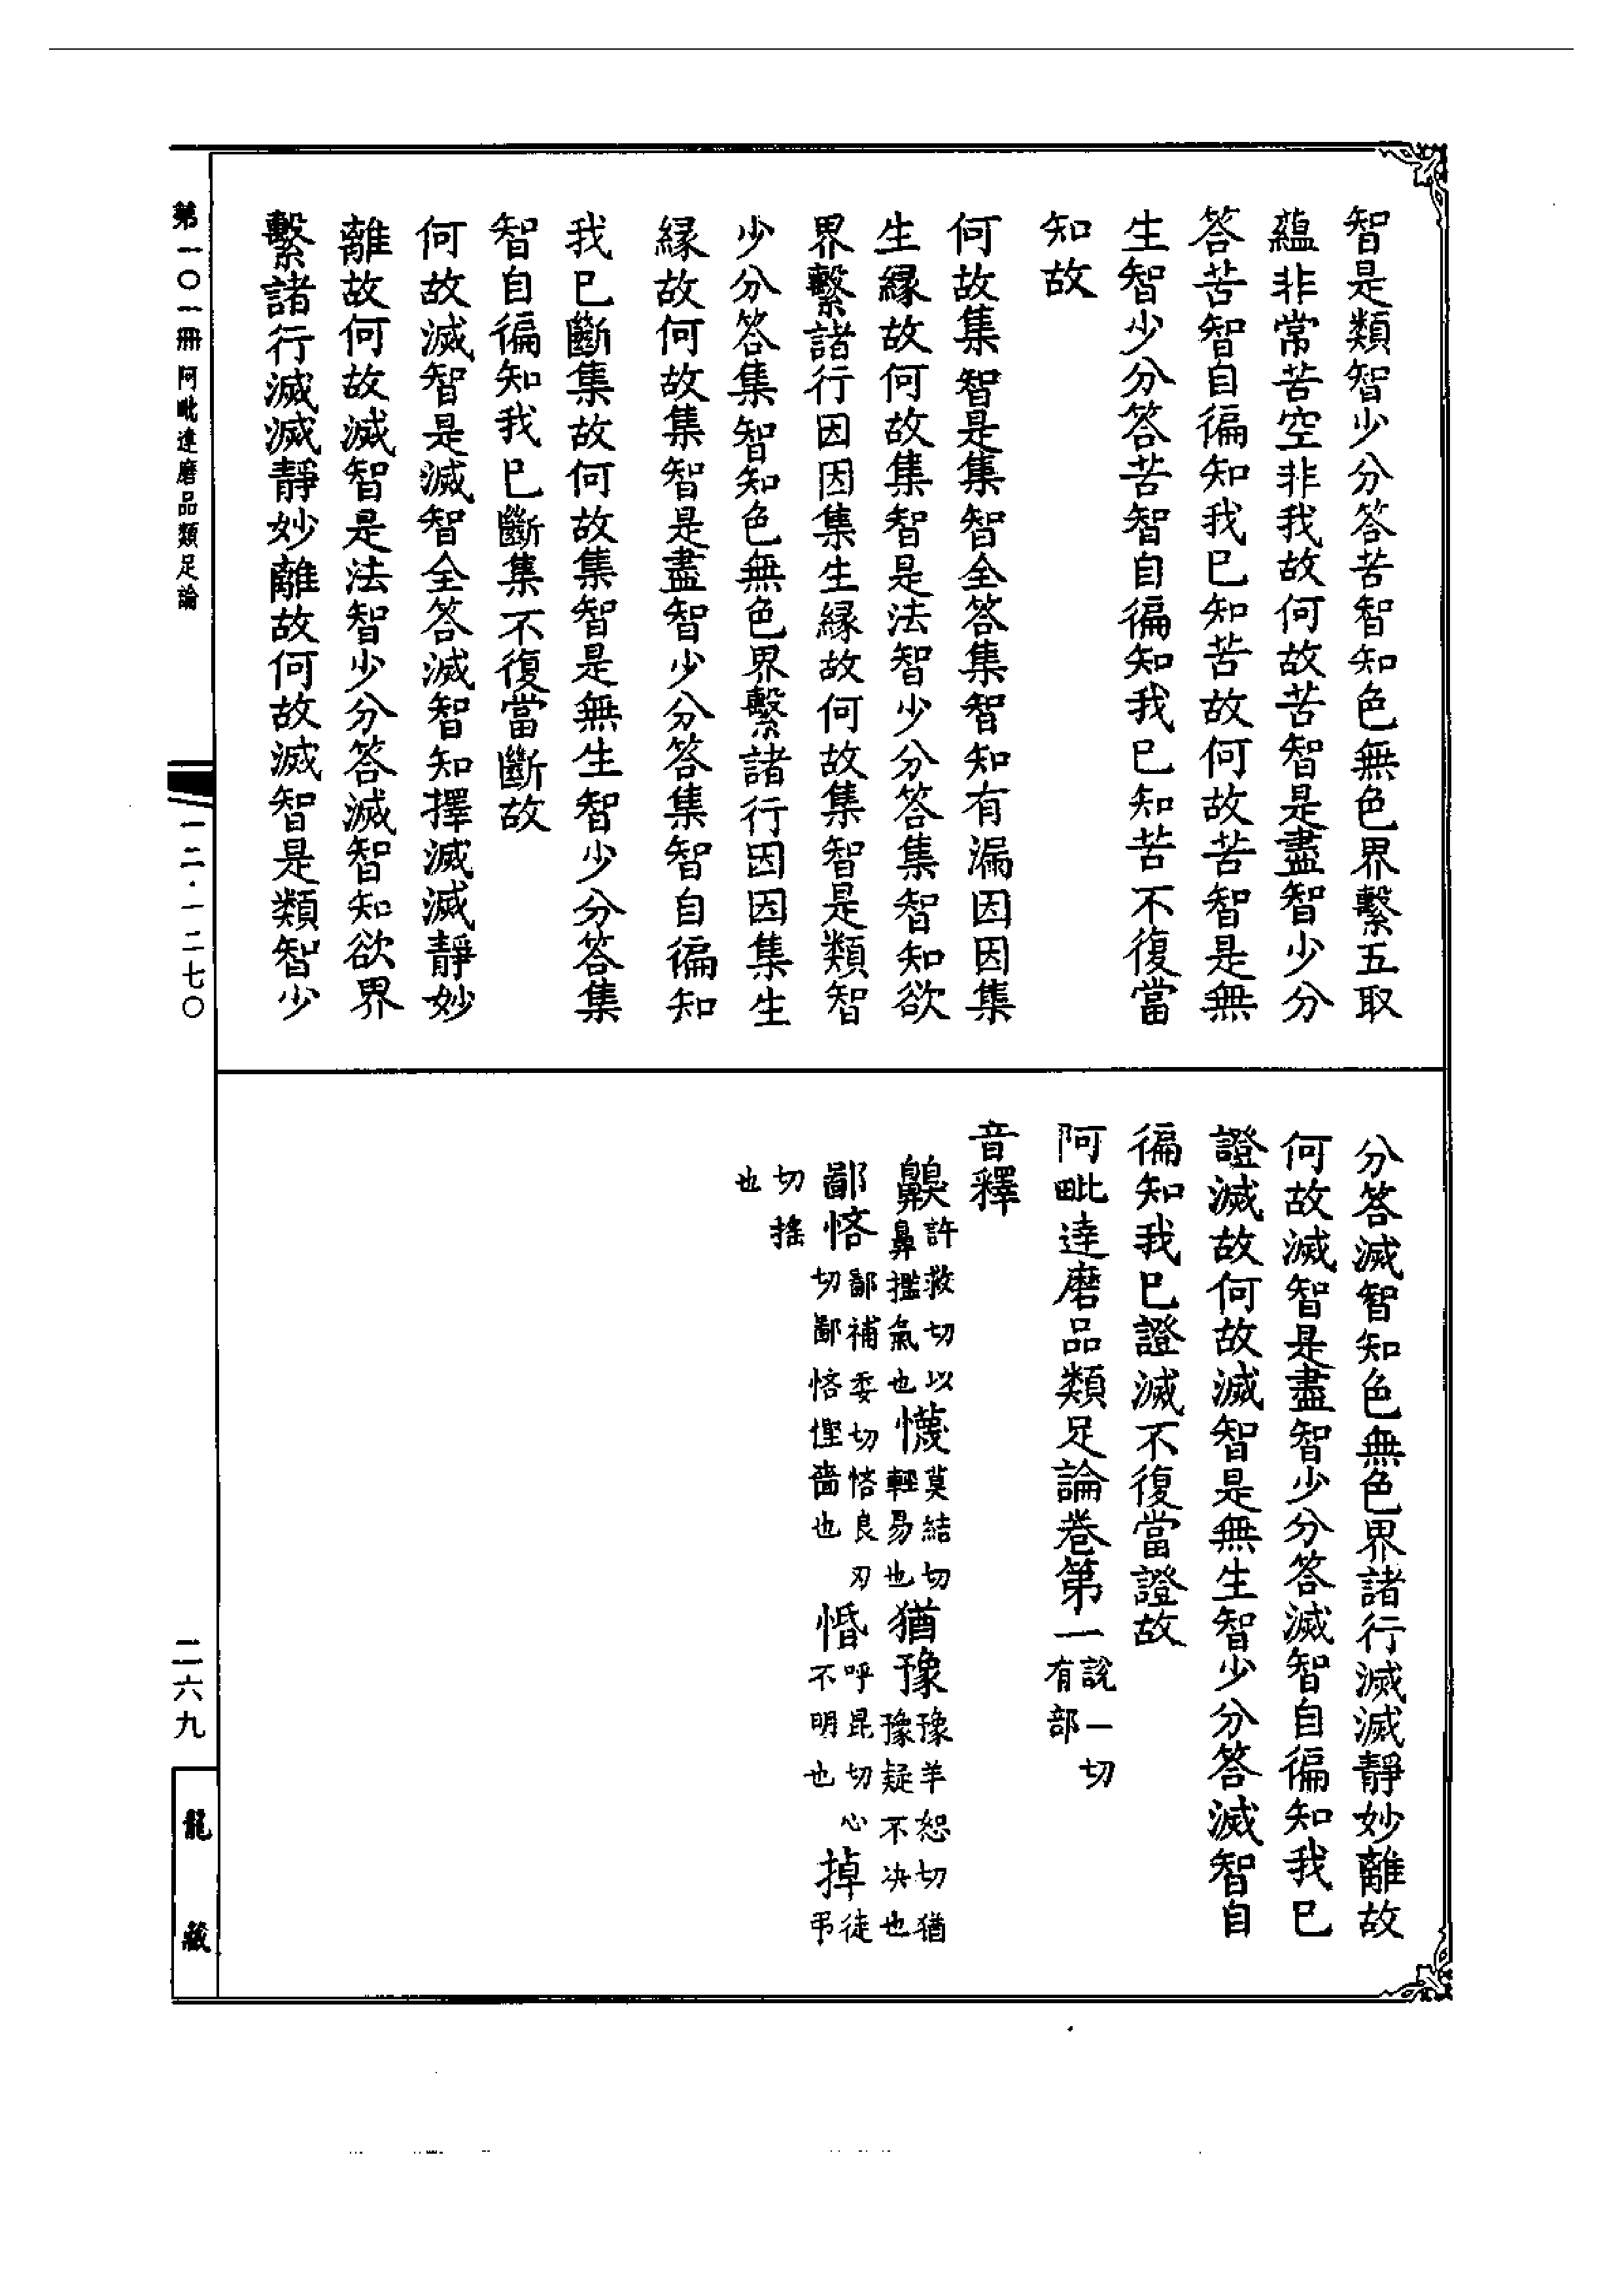 智是類智少分答苦智知色無色界繫五取
蘊非常苦空非我故何故苦智是盡智少分
答苦智自徧知我已知苦故何故苦智是無
生智少分答苦智自徧知我已知苦不復當
知故
何故集智是集智全答集智知有漏因因集
生緣故何故集智是法智少分答集智知欲
界繫諸行因因集生緣故何故集智是類智
少分答集智知色無色界繫諸行因因集生
緣故何故集智是盡智少分答集智自徧知
我已斷集故何故集智是無生智少分答集
智自徧知我已斷集不復當斷故
何故滅智是滅智全答滅智知擇滅滅靜妙
離故何故滅智是法智少分答滅智知欲界
繫諸行滅滅靜妙離故何故滅智是類智少
分答滅智知色無色界諸行滅滅靜妙離故
何故滅智是盡智少分答滅智自徧知我已
證滅故何故滅智是無生智少分答滅智自
徧知我已證滅不復當證故
阿毗達磨品類足論卷第一 說一切有部
音釋
齅 許救切以鼻㩜氣也 懱 莫結切輕易也 猶豫 豫羊恕切猶豫疑不決也
鄙悋 鄙補委切悋良刃切鄙悋慳嗇也 惛 呼昆切心不明也 掉 徒弔
切搖也
第一〇一冊 阿毗達磨品類足論
一二·一二七〇
二六九
龍藏